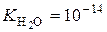 K_{H_2O} = 10^{-14}